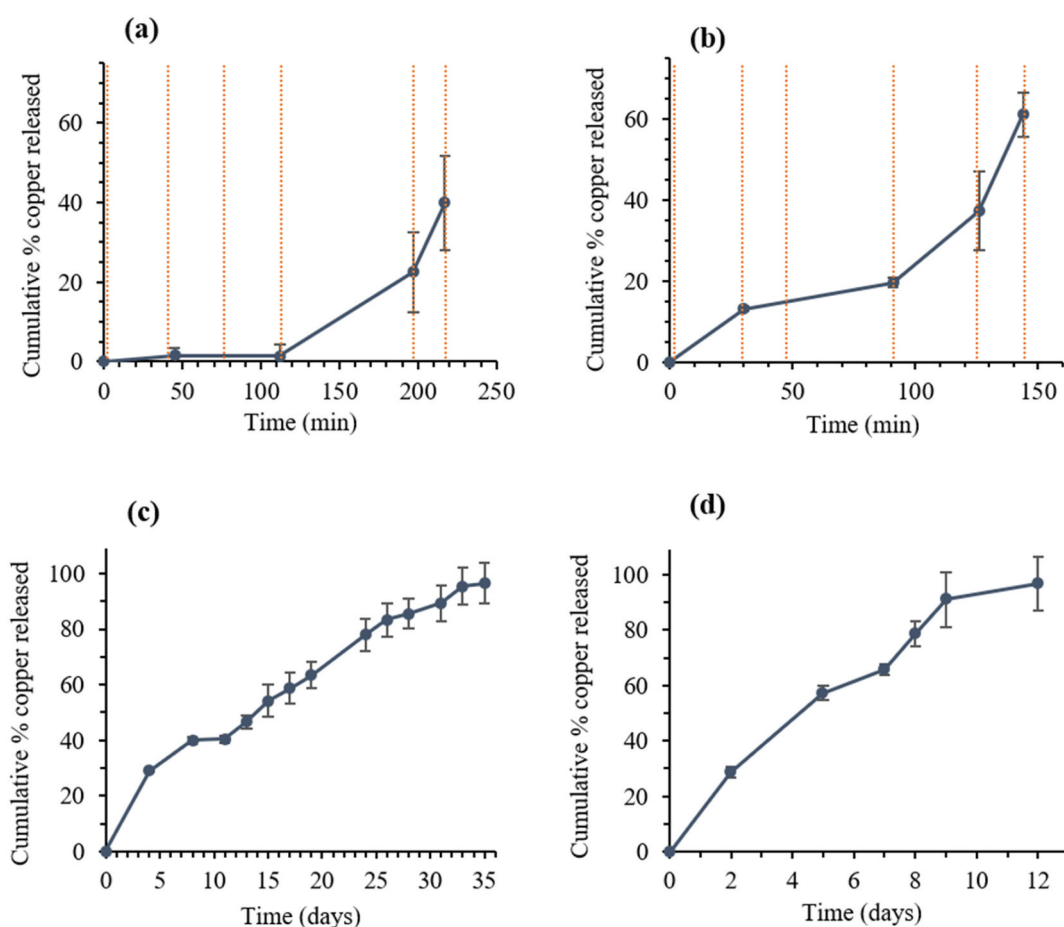 (a)
Cumulative % copper released
60
40
20
0
0 50 100 150 200 250
Time (min)
(b)
Cumulative % copper released
60
40
20
0
0 50 100 150
Time (min)
(c)
Cumulative % copper released
100
80
60
40
20
0
0 5 10 15 20 25 30 35
Time (days)
(d)
Cumulative % copper released
100
80
60
40
20
0
0 2 4 6 8 10 12
Time (days)